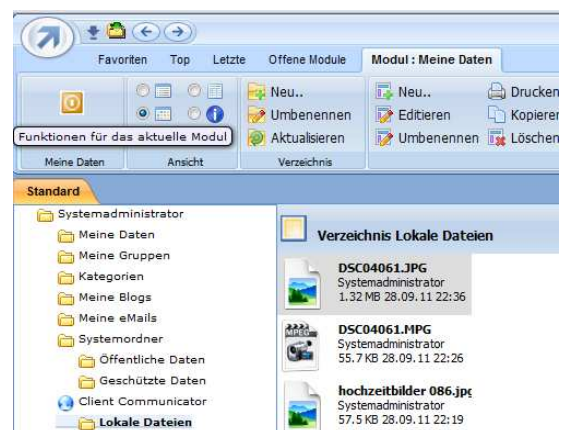 Favoriten Top Letzte Offene Module Modul : Meine Daten
Neu.. Neu.. Drucken
Umbenennen Editieren Kopieren
Funktionen für das aktuelle Modul Aktualisieren Umbenennen Löschen
Meine Daten Ansicht Verzeichnis
Standard
Systemadministrator
Meine Daten
Meine Gruppen
Kategorien
Meine Blogs
Meine eMails
Systemordner
Öffentliche Daten
Geschützte Daten
Client Communicator
Lokale Dateien
Verzeichnis Lokale Dateien
DSC04061.JPG
Systemadministrator
1.32 MB 28.09.11 22:36
MPEG
DSC04061.MPG
Systemadministrator
55.7 KB 28.09.11 22:26
hochzeitbilder 086.jpg
Systemadministrator
57.5 KB 28.09.11 22:19